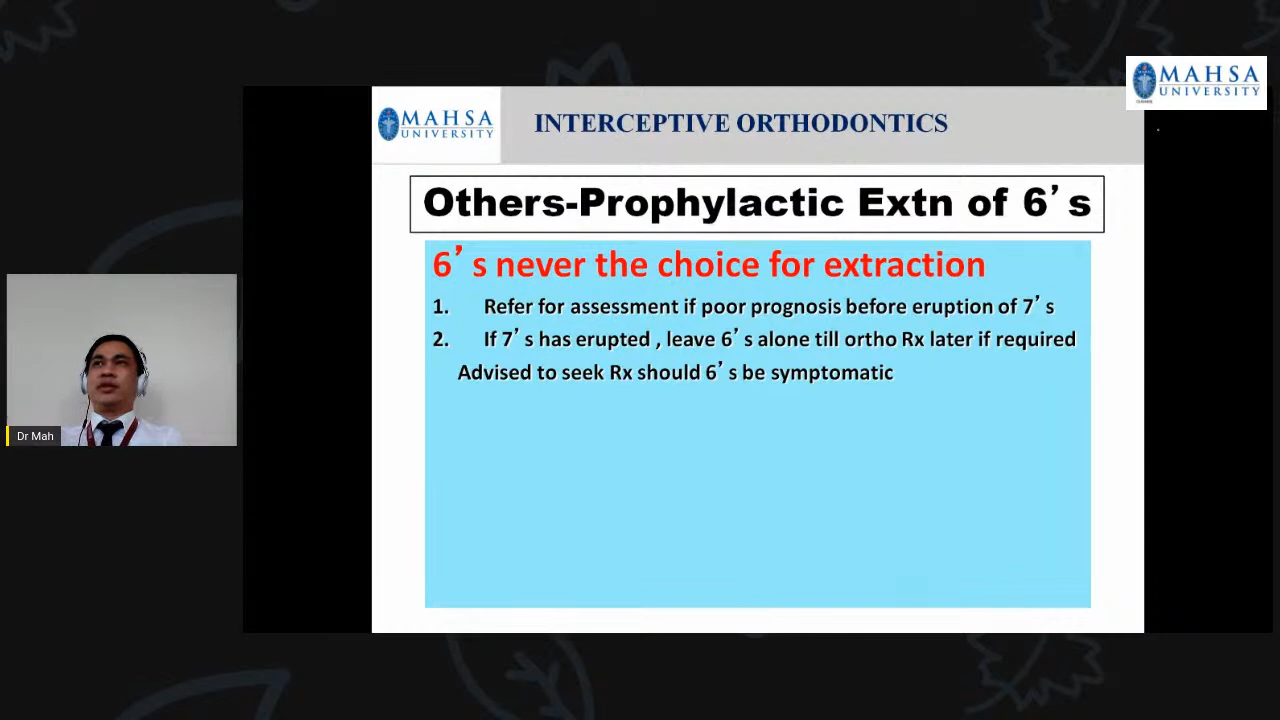 MAHSA
UNIVERSITY
MAHSA
UNIVERSITY
INTERCEPTIVE ORTHODONTICS
Others-Prophylactic Extn of 6’s
6’s never the choice for extraction
1. Refer for assessment if poor prognosis before eruption of 7’s
2. If 7’s has erupted , leave 6’s alone till ortho Rx later if required
Advised to seek Rx should 6’s be symptomatic
Dr Mah